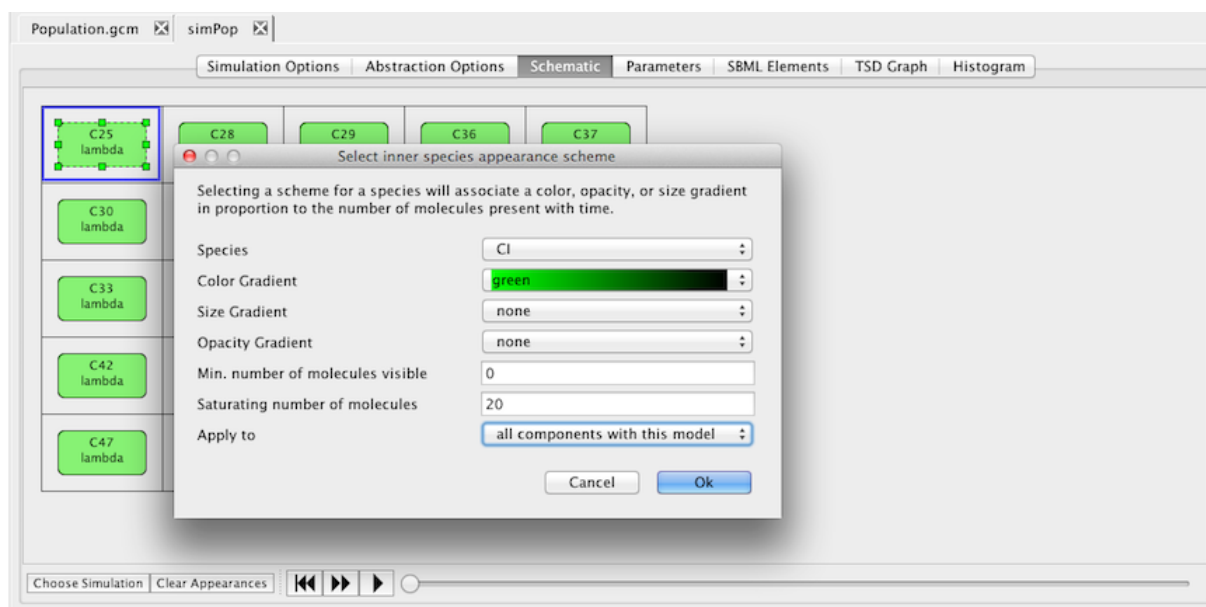 Population.gcm simPop
Simulation Options Abstraction Options Schematic Parameters SBML Elements TSD Graph Histogram
C25 C28 C29 C36 C37
lambda
Select inner species appearance scheme
Selecting a scheme for a species will associate a color, opacity, or size gradient
in proportion to the number of molecules present with time.
C30
lambda
Species CI
Color Gradient green
C33
lambda
Size Gradient none
Opacity Gradient none
C42
lambda
Min. number of molecules visible 0
Saturating number of molecules 20
Apply to all components with this model
C47
lambda
Cancel Ok
Choose Simulation Clear Appearances